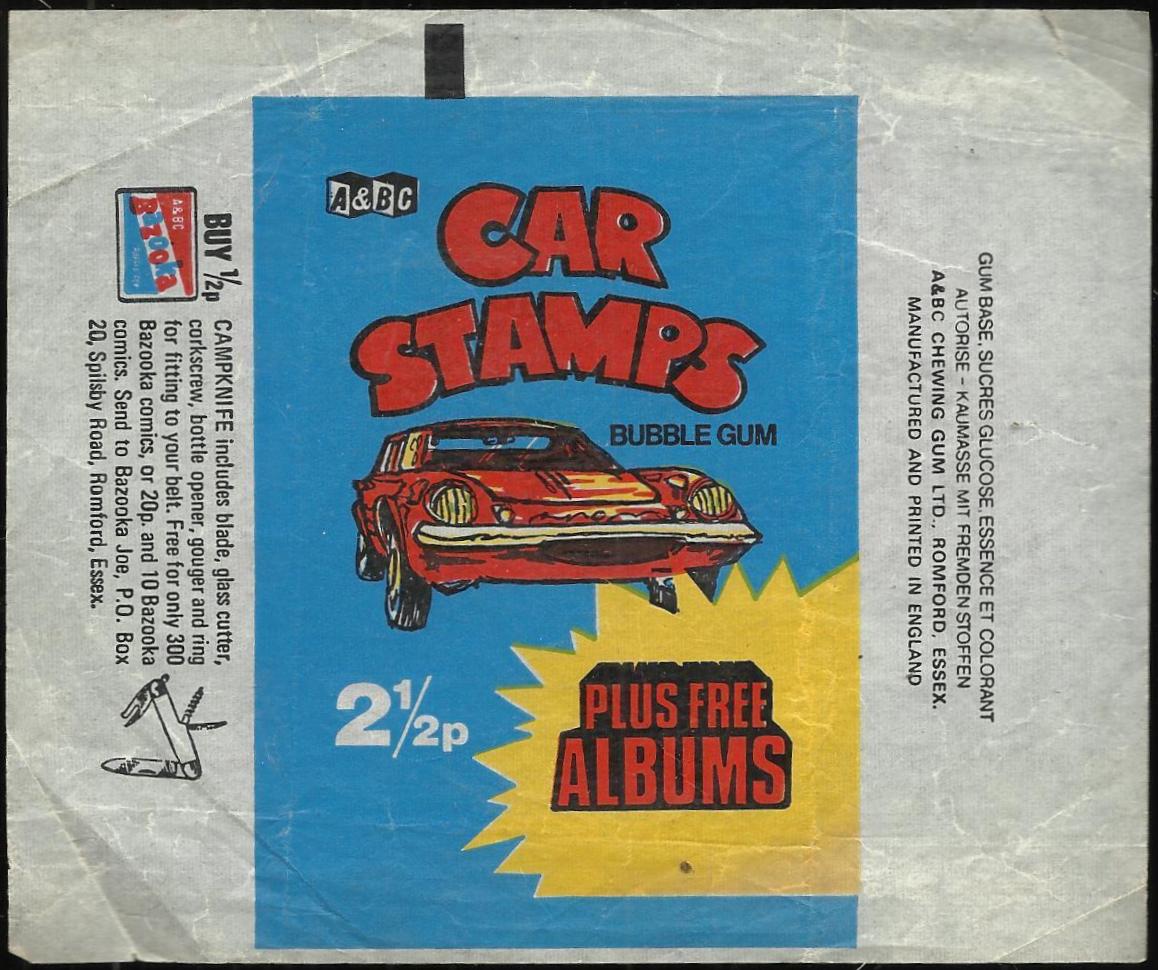 A&BC
CAR
STAMPS
BUBBLE GUM
2½p
PLUS FREE
ALBUMS
BUY ½p
A&BC
Bazooka
CAMPKNIFE includes blade, glass cutter,
corkscrew, bottle opener, gouger and ring
for fitting to your belt. Free for only 300
Bazooka comics, or 20p. and 10 Bazooka
comics. Send to Bazooka Joe, P.O. Box
20, Spilsby Road, Romford, Essex.
GUM BASE, SUCRES GLUCOSE, ESSENCE ET COLORANT
AUTORISE – KAUMASSE MIT FREMDEN STOFFEN
A&BC CHEWING GUM LTD., ROMFORD, ESSEX.
MANUFACTURED AND PRINTED IN ENGLAND